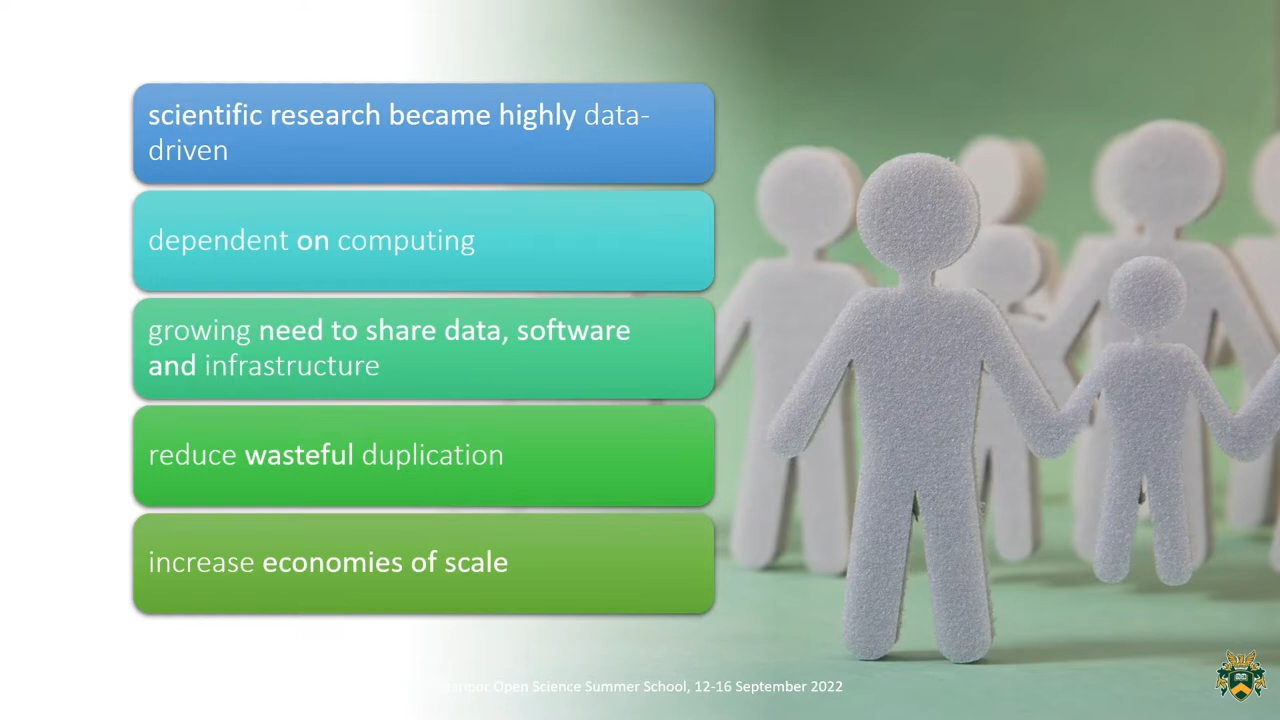 scientific research became highly data-
driven
dependent on computing
growing need to share data, software
and infrastructure
reduce wasteful duplication
increase economies of scale
Open Science Summer School, 12-16 September 2022